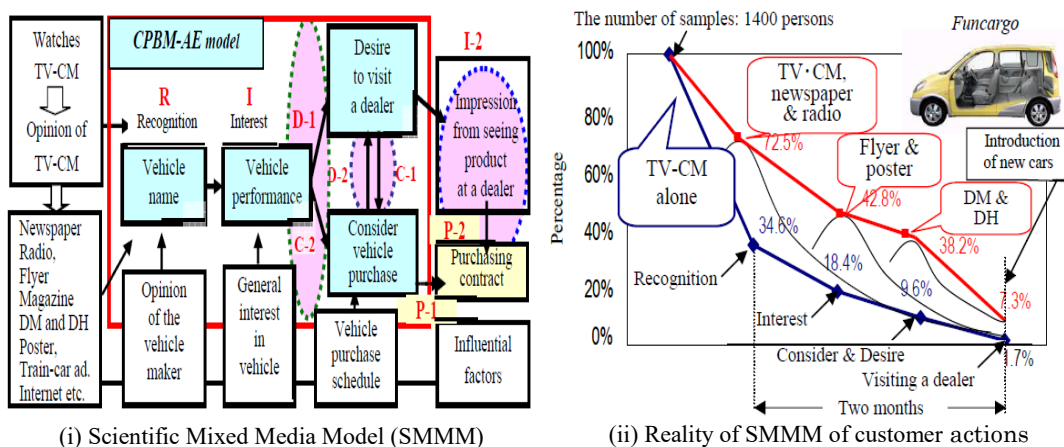 CPBM-AE model
Watches
TV-CM
Opinion of
TV-CM
Newspaper
Radio,
Flyer
Magazine
DM and DH
Poster,
Train-car ad.
Internet etc.
R
Recognition
Vehicle
name
Opinion
of the
vehicle
maker
I
Interest
Vehicle
performance
General
interest in
vehicle
D-1
D-2
C-1
C-2
Desire
to visit
a dealer
Consider
vehicle
purchase
Vehicle
purchase
schedule
I-2
Impression
from seeing
product
at a dealer
P-2
Purchasing
contract
P-1
Influential
factors
(i) Scientific Mixed Media Model (SMMM)
The number of samples: 1400 persons
Funcargo
Percentage
100%
80%
60%
40%
20%
0%
TV・CM,
newspaper
& radio
72.5%
Flyer &
poster
42.8%
DM &
DH
38.2%
7.3%
Introduction
of new cars
TV-CM
alone
34.6%
18.4%
9.6%
1.7%
Recognition
Interest
Consider & Desire
Visiting a dealer
Two months
(ii) Reality of SMMM of customer actions